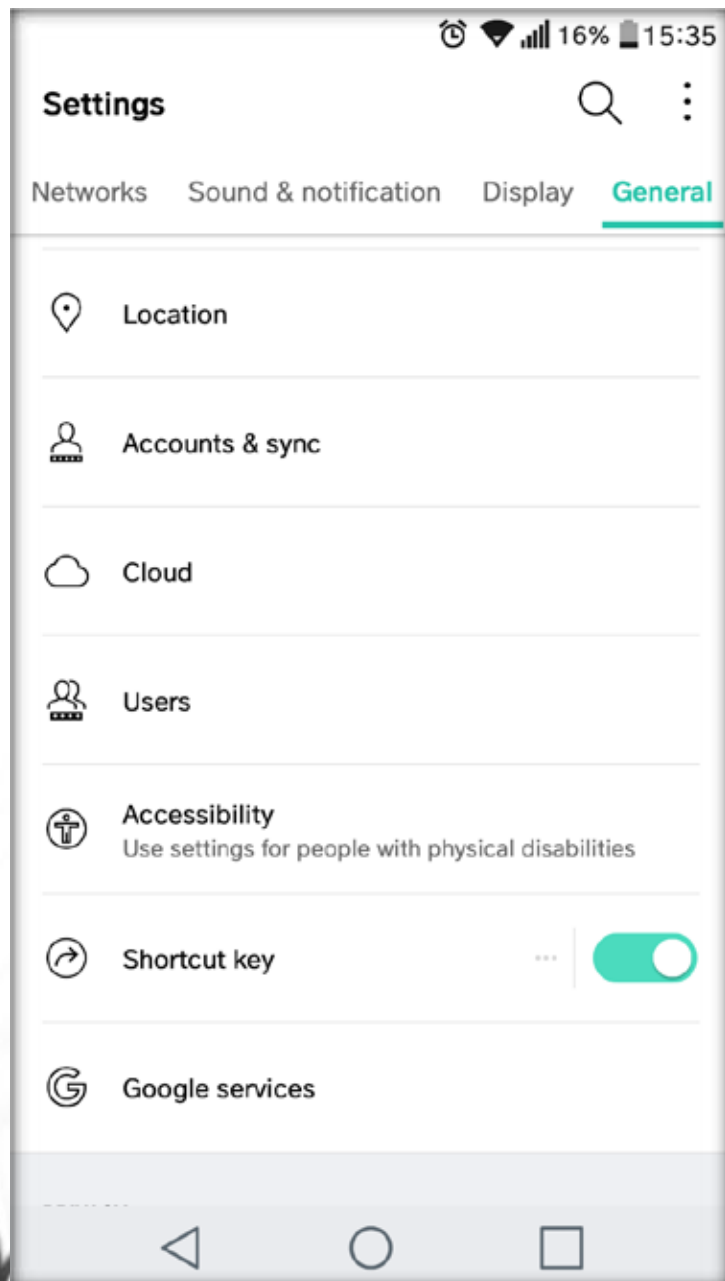 16% 15:35
Settings
Networks Sound & notification Display General
Location
Accounts & sync
Cloud
Users
Accessibility
Use settings for people with physical disabilities
Shortcut key
Google services